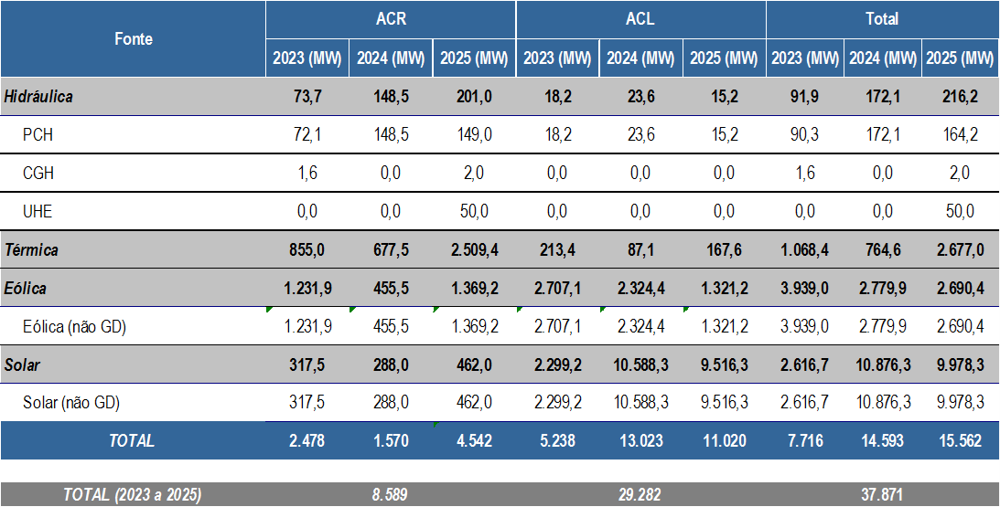 Fonte ACR ACL Total
2023 (MW) 2024 (MW) 2025 (MW) 2023 (MW) 2024 (MW) 2025 (MW) 2023 (MW) 2024 (MW) 2025 (MW)
Hidráulica 73,7 148,5 201,0 18,2 23,6 15,2 91,9 172,1 216,2
PCH 72,1 148,5 149,0 18,2 23,6 15,2 90,3 172,1 164,2
CGH 1,6 0,0 2,0 0,0 0,0 0,0 1,6 0,0 2,0
UHE 0,0 0,0 50,0 0,0 0,0 0,0 0,0 0,0 50,0
Térmica 855,0 677,5 2.509,4 213,4 87,1 167,6 1.068,4 764,6 2.677,0
Eólica 1.231,9 455,5 1.369,2 2.707,1 2.324,4 1.321,2 3.939,0 2.779,9 2.690,4
Eólica (não GD) 1.231,9 455,5 1.369,2 2.707,1 2.324,4 1.321,2 3.939,0 2.779,9 2.690,4
Solar 317,5 288,0 462,0 2.299,2 10.588,3 9.516,3 2.616,7 10.876,3 9.978,3
Solar (não GD) 317,5 288,0 462,0 2.299,2 10.588,3 9.516,3 2.616,7 10.876,3 9.978,3
TOTAL 2.478 1.570 4.542 5.238 13.023 11.020 7.716 14.593 15.562
TOTAL (2023 a 2025) 8.589 29.282 37.871